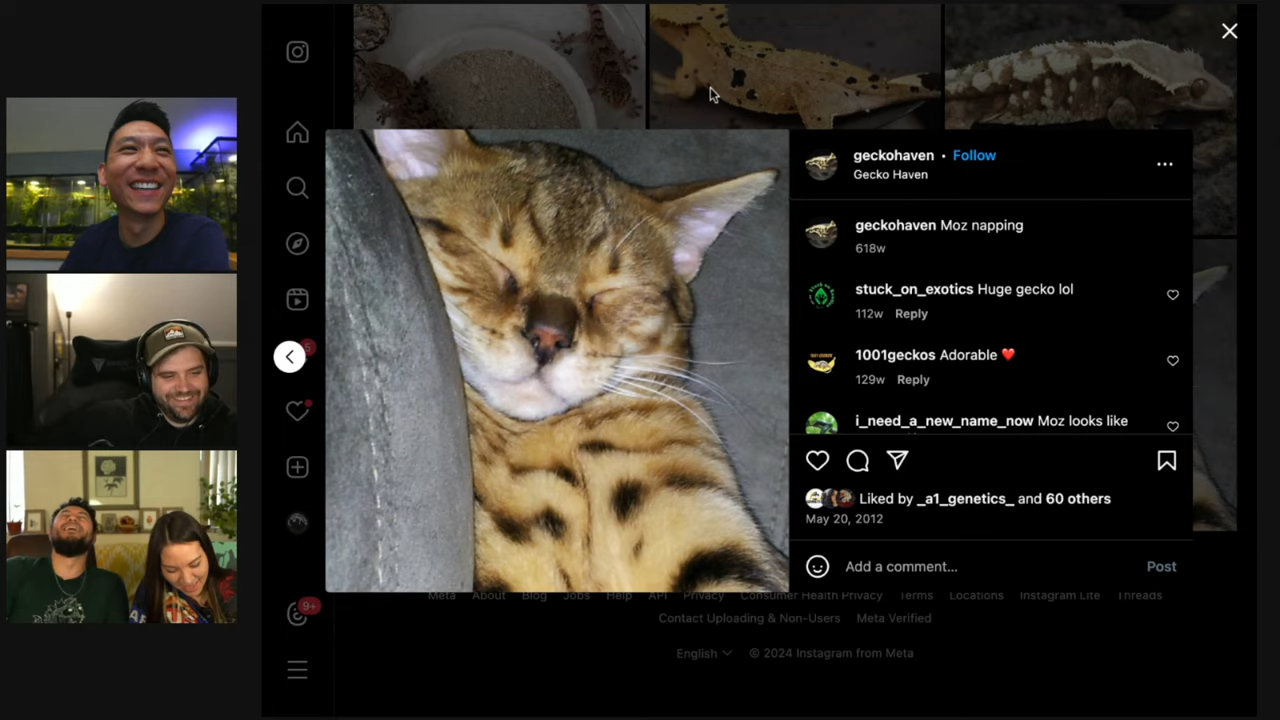 geckohaven • Follow
Gecko Haven
geckohaven Moz napping
618w
stuck_on_exotics Huge gecko lol
112w Reply
1001geckos Adorable ❤️
129w Reply
i_need_a_new_name_now Moz looks like
Liked by _a1_genetics_ and 60 others
May 20, 2012
Add a comment... Post
9+
Meta About Blog Jobs Help API Privacy Consumer Health Privacy Terms Locations Instagram Lite Threads
Contact Uploading & Non-Users Meta Verified
English © 2024 Instagram from Meta